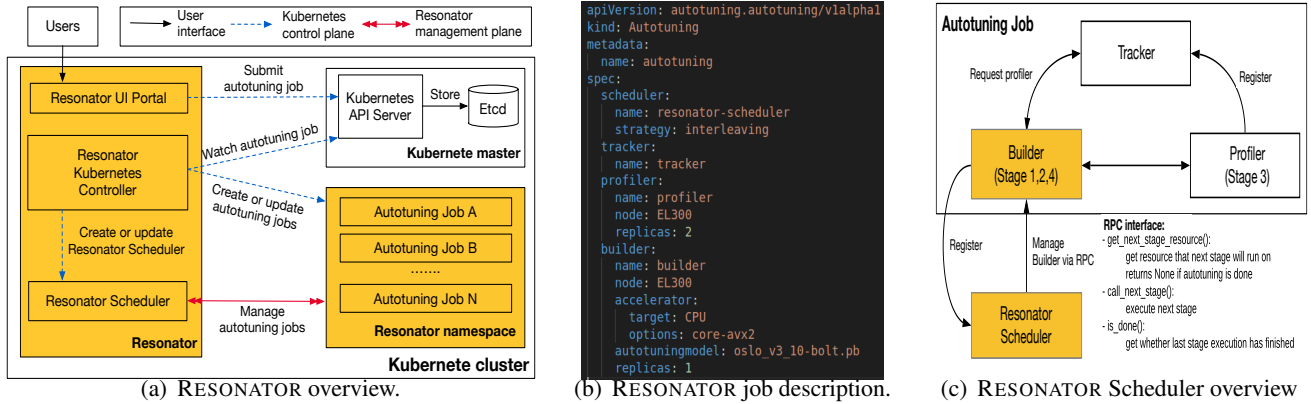 Users
User
interface
Kubernetes
control plane
Resonator
management plane
Submit
autotuning job
Resonator UI Portal
Kubernetes
API Server
Store
Etcd
Kubernete master
Watch autotuning job
Resonator
Kubernetes
Controller
Create or update
autotuning jobs
Autotuning Job A
Autotuning Job B
.......
Autotuning Job N
Create or update
Resonator Scheduler
Resonator Scheduler
Manage
autotuning jobs
Resonator namespace
Resonator
Kubernete cluster
(a) RESONATOR overview.
apiVersion: autotuning.autotuning/v1alpha1
kind: Autotuning
metadata:
name: autotuning
spec:
scheduler:
name: resonator-scheduler
strategy: interleaving
tracker:
name: tracker
profiler:
name: profiler
node: EL300
replicas: 2
builder:
name: builder
node: EL300
accelerator:
target: CPU
options: core-avx2
autotuningmodel: oslo_v3_10-bolt.pb
replicas: 1
(b) RESONATOR job description.
Autotuning Job
Tracker
Request profiler
Register
Builder
(Stage 1,2,4)
Profiler
(Stage 3)
Register
Manage
Builder via RPC
Resonator
Scheduler
RPC interface:
- get_next_stage_resource():
get resource that next stage will run on
returns None if autotuning is done
- call_next_stage():
execute next stage
- is_done():
get whether last stage execution has finished
(c) RESONATOR Scheduler overview